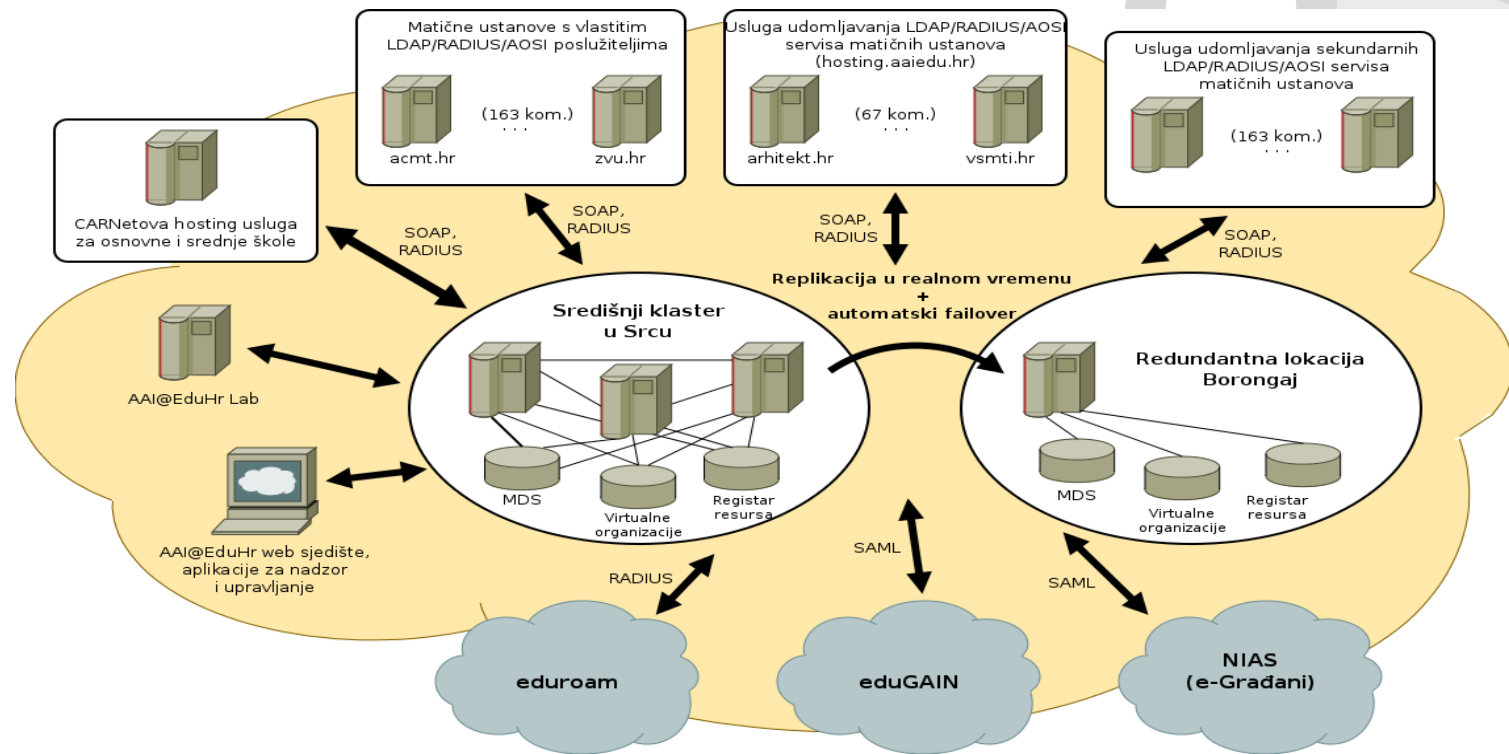 Matične ustanove s vlastitim
LDAP/RADIUS/AOSI poslužiteljima
(163 kom.)
. . .
acmt.hr
zvu.hr
Usluga udomljavanja LDAP/RADIUS/AOSI
servisa matičnih ustanova
(hosting.aaiedu.hr)
(67 kom.)
. . .
arhitekt.hr
vsmti.hr
Usluga udomljavanja sekundarnih
LDAP/RADIUS/AOSI servisa
matičnih ustanova
(163 kom.)
. . .
CARNetova hosting usluga
za osnovne i srednje škole
SOAP,
RADIUS
SOAP,
RADIUS
SOAP,
RADIUS
SOAP,
RADIUS
Replikacija u realnom vremenu
+
automatski failover
Središnji klaster
u Srcu
MDS
Virtualne
organizacije
Registar
resursa
Redundantna lokacija
Borongaj
MDS
Virtualne
organizacije
Registar
resursa
AAI@EduHr Lab
AAI@EduHr web sjedište,
aplikacije za nadzor
i upravljanje
RADIUS
SAML
SAML
eduroam
eduGAIN
NIAS
(e-Građani)